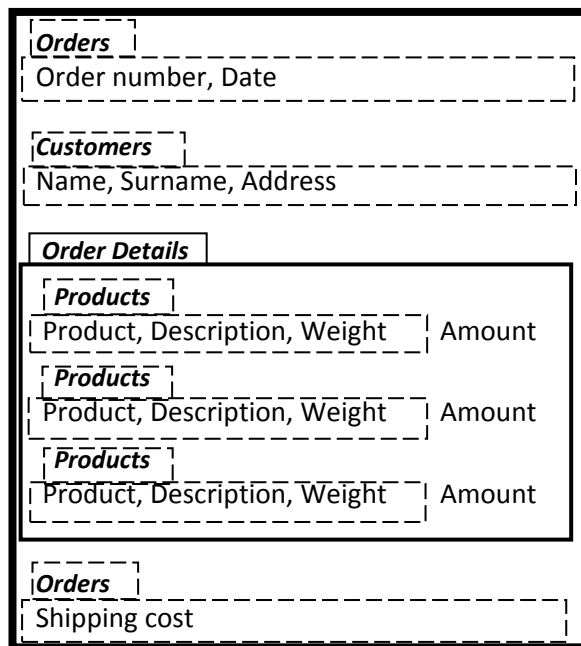 Orders
Order number, Date
Customers
Name, Surname, Address
Order Details
Products
Product, Description, Weight Amount
Products
Product, Description, Weight Amount
Products
Product, Description, Weight Amount
Orders
Shipping cost